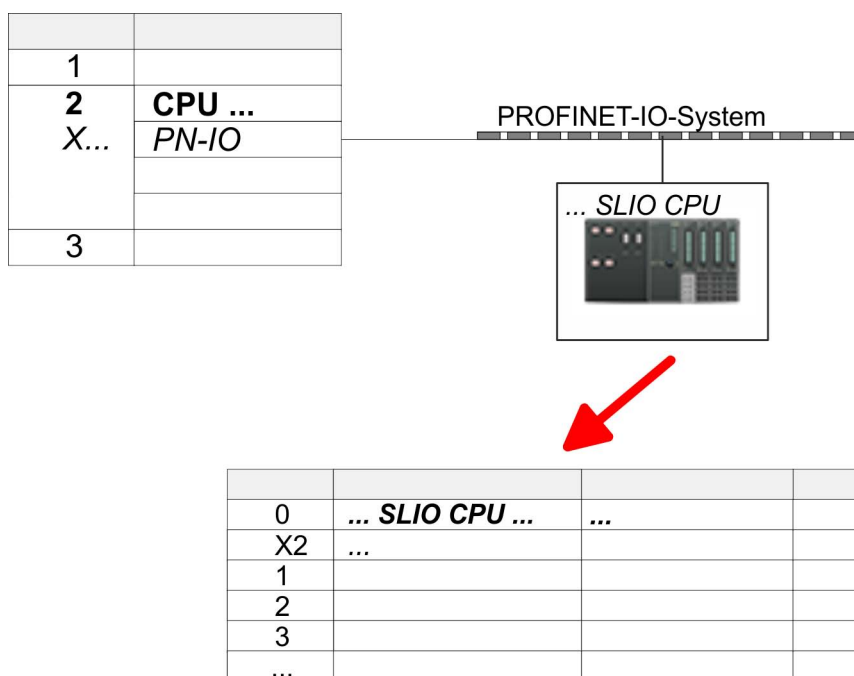 1
2 CPU ...
X... PN-IO
3
PROFINET-IO-System
... SLIO CPU
0 ... SLIO CPU ... ...
X2 ...
1
2
3
...